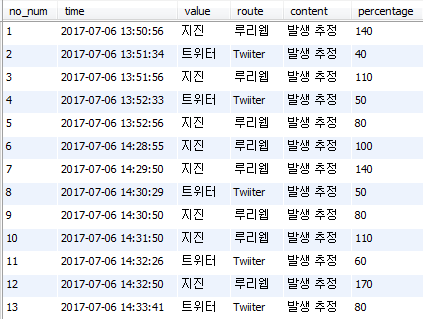 no_num time value route content percentage
1 2017-07-06 13:50:56 지진 루리웹 발생 추정 140
2 2017-07-06 13:51:34 트위터 Twiiter 발생 추정 40
3 2017-07-06 13:51:56 지진 루리웹 발생 추정 110
4 2017-07-06 13:52:33 트위터 Twiiter 발생 추정 50
5 2017-07-06 13:52:56 지진 루리웹 발생 추정 80
6 2017-07-06 14:28:55 지진 루리웹 발생 추정 100
7 2017-07-06 14:29:50 지진 루리웹 발생 추정 140
8 2017-07-06 14:30:29 트위터 Twiiter 발생 추정 50
9 2017-07-06 14:30:50 지진 루리웹 발생 추정 80
10 2017-07-06 14:31:50 지진 루리웹 발생 추정 110
11 2017-07-06 14:32:26 트위터 Twiiter 발생 추정 60
12 2017-07-06 14:32:50 지진 루리웹 발생 추정 170
13 2017-07-06 14:33:41 트위터 Twiiter 발생 추정 80